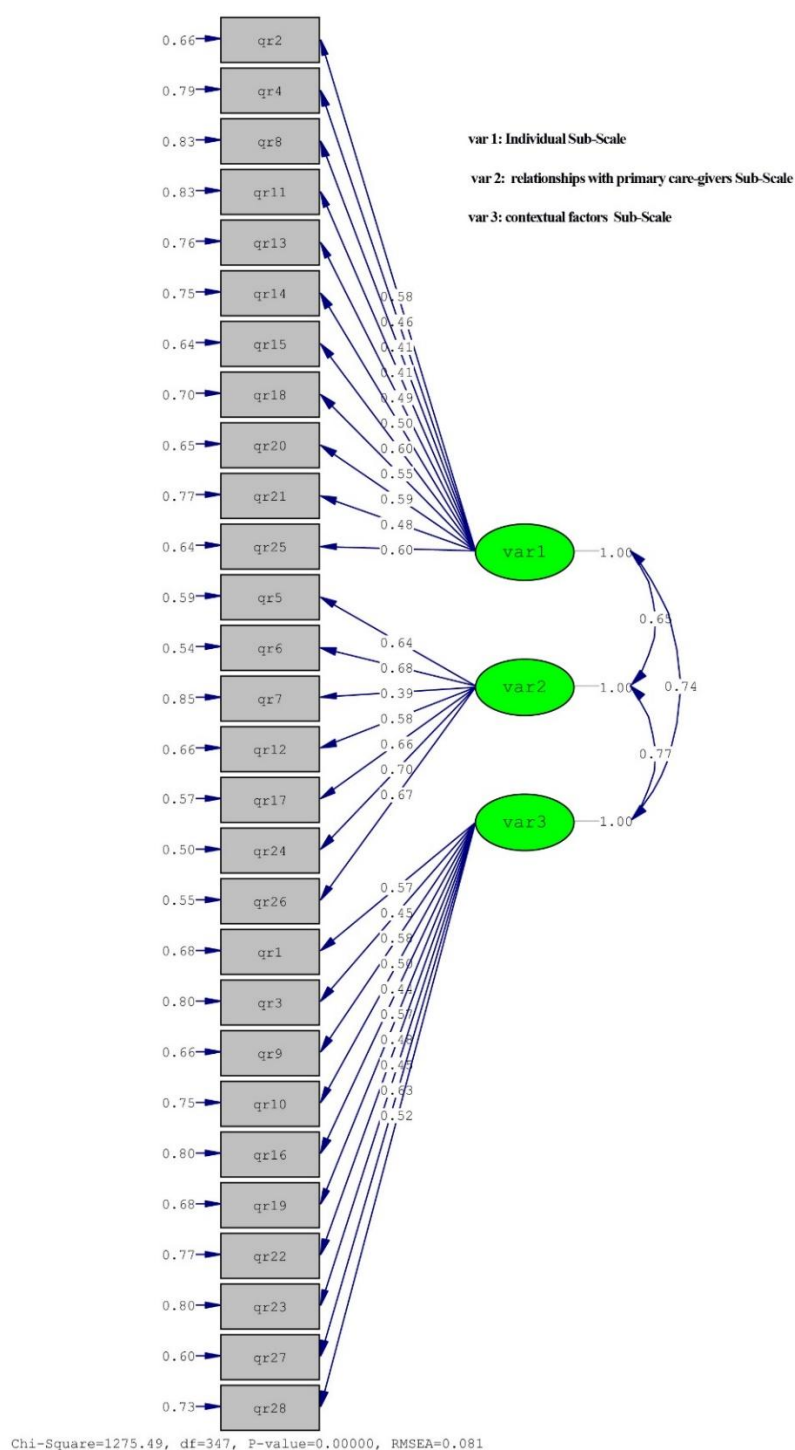 0.66 qr2
0.79 qr4
0.83 qr8
var 1: Individual Sub-Scale
var 2: relationships with primary care-givers Sub-Scale
0.83 qr11
var 3: contextual factors Sub-Scale
0.76 qr13
0.75 qr14
0.58
0.46
0.64 qr15
0.41
0.41
0.70 qr18
0.49
0.50
0.65 qr20
0.60
0.55
0.77 qr21
0.59
0.48
0.64 qr25
0.60
var1
1.00
0.59 qr5
0.65
0.54 qr6
0.64
0.68
0.85 qr7
0.39
var2
1.00
0.74
0.66 qr12
0.58
0.66
0.77
0.57 qr17
0.70
0.67
var3
1.00
0.50 qr24
0.55 qr26
0.57
0.45
0.68 qr1
0.58
0.50
0.80 qr3
0.44
0.57
0.66 qr9
0.48
0.45
0.63
0.75 qr10
0.52
0.80 qr16
0.68 qr19
0.77 qr22
0.80 qr23
0.60 qr27
0.73 qr28
Chi-Square=1275.49, df=347, P-value=0.00000, RMSEA=0.081